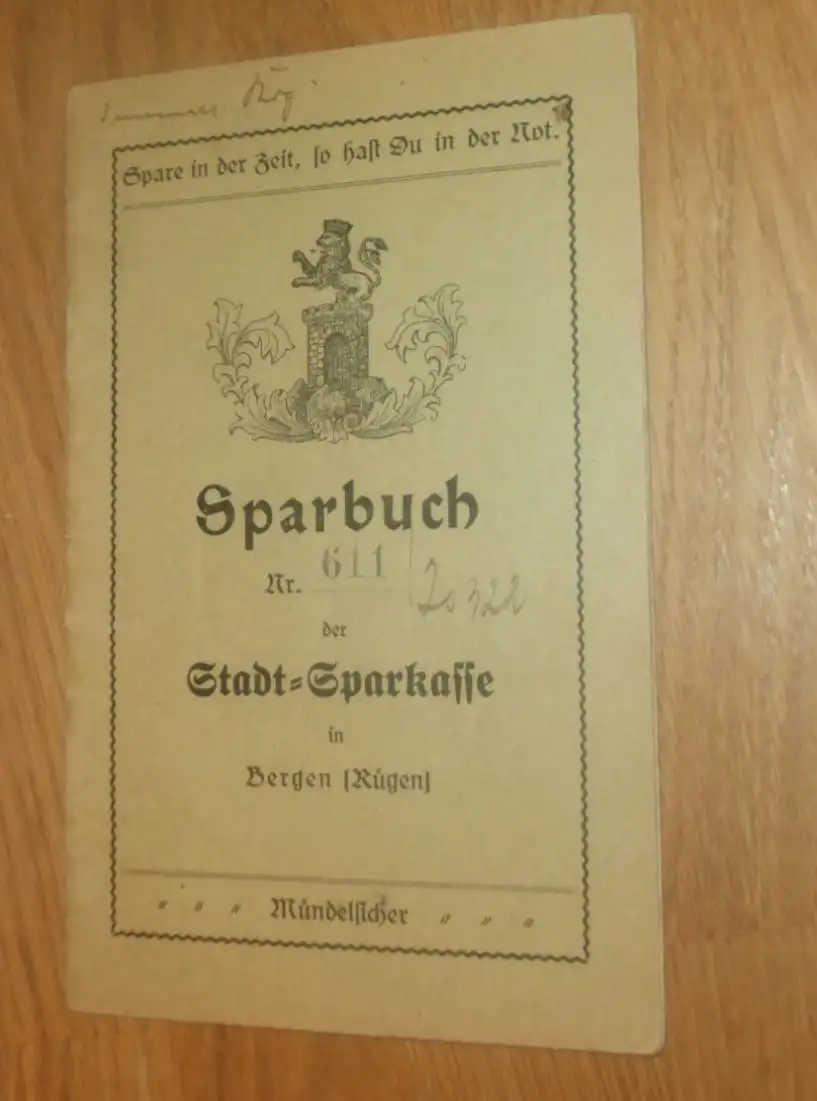 Spare in der Zeit, so hast Du in der Not.
Sparbuch
Nr. 611
der
Stadt=Sparkasse
in
Bergen [Rügen]
" " " Mündelsicher " " "